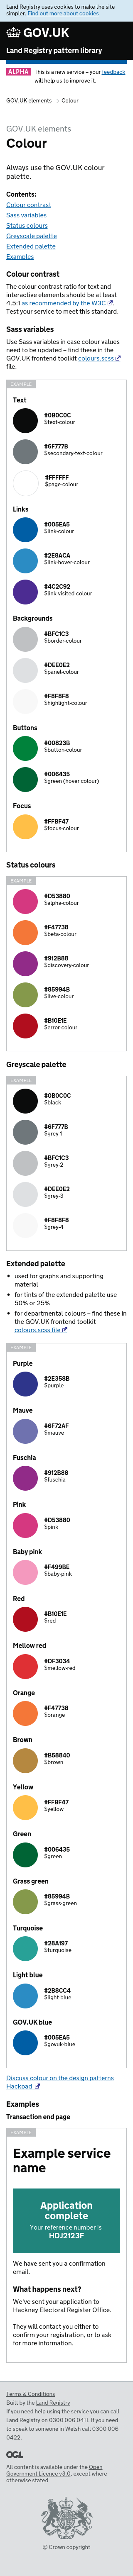 Land Registry uses cookies to make the site
simpler. Find out more about cookies
GOV.UK
Land Registry pattern library
ALPHA This is a new service – your feedback
will help us to improve it.
GOV.UK elements > Colour
GOV.UK elements
Colour
Always use the GOV.UK colour
palette.
Contents:
Colour contrast
Sass variables
Status colours
Greyscale palette
Extended palette
Examples
Colour contrast
The colour contrast ratio for text and
interactive elements should be at least
4.5:1 as recommended by the W3C.
Test your service to meet this standard.
Sass variables
Use Sass variables in case colour values
need to be updated – find these in the
GOV.UK frontend toolkit colours.scss
file.
EXAMPLE
Text
#0B0C0C
$text-colour
#6F777B
$secondary-text-colour
#FFFFFF
$page-colour
Links
#005EA5
$link-colour
#2E8ACA
$link-hover-colour
#4C2C92
$link-visited-colour
Backgrounds
#BFC1C3
$border-colour
#DEE0E2
$panel-colour
#F8F8F8
$highlight-colour
Buttons
#00823B
$button-colour
#006435
$green (hover colour)
Focus
#FFBF47
$focus-colour
Status colours
EXAMPLE
#D53880
$alpha-colour
#F47738
$beta-colour
#912B88
$discovery-colour
#85994B
$live-colour
#B10E1E
$error-colour
Greyscale palette
EXAMPLE
#0B0C0C
$black
#6F777B
$grey-1
#BFC1C3
$grey-2
#DEE0E2
$grey-3
#F8F8F8
$grey-4
Extended palette
• used for graphs and supporting
material
• for tints of the extended palette use
50% or 25%
• for departmental colours – find these in
the GOV.UK frontend toolkit
colours.scss file
EXAMPLE
Purple
#2E358B
$purple
Mauve
#6F72AF
$mauve
Fuschia
#912B88
$fuschia
Pink
#D53880
$pink
Baby pink
#F499BE
$baby-pink
Red
#B10E1E
$red
Mellow red
#DF3034
$mellow-red
Orange
#F47738
$orange
Brown
#B58840
$brown
Yellow
#FFBF47
$yellow
Green
#006435
$green
Grass green
#85994B
$grass-green
Turquoise
#28A197
$turquoise
Light blue
#2B8CC4
$light-blue
GOV.UK blue
#005EA5
$govuk-blue
Discuss colour on the design patterns
Hackpad
Examples
Transaction end page
EXAMPLE
Example service
name
Application
complete
Your reference number is
HDJ2123F
We have sent you a confirmation
email.
What happens next?
We've sent your application to
Hackney Electoral Register Office.
They will contact you either to
confirm your registration, or to ask
for more information.
Terms & Conditions
Built by the Land Registry
If you need help using the service you can call
Land Registry on 0300 006 0411. If you need
to speak to someone in Welsh call 0300 006
0422.
OGL
All content is available under the Open
Government Licence v3.0, except where
otherwise stated
© Crown copyright